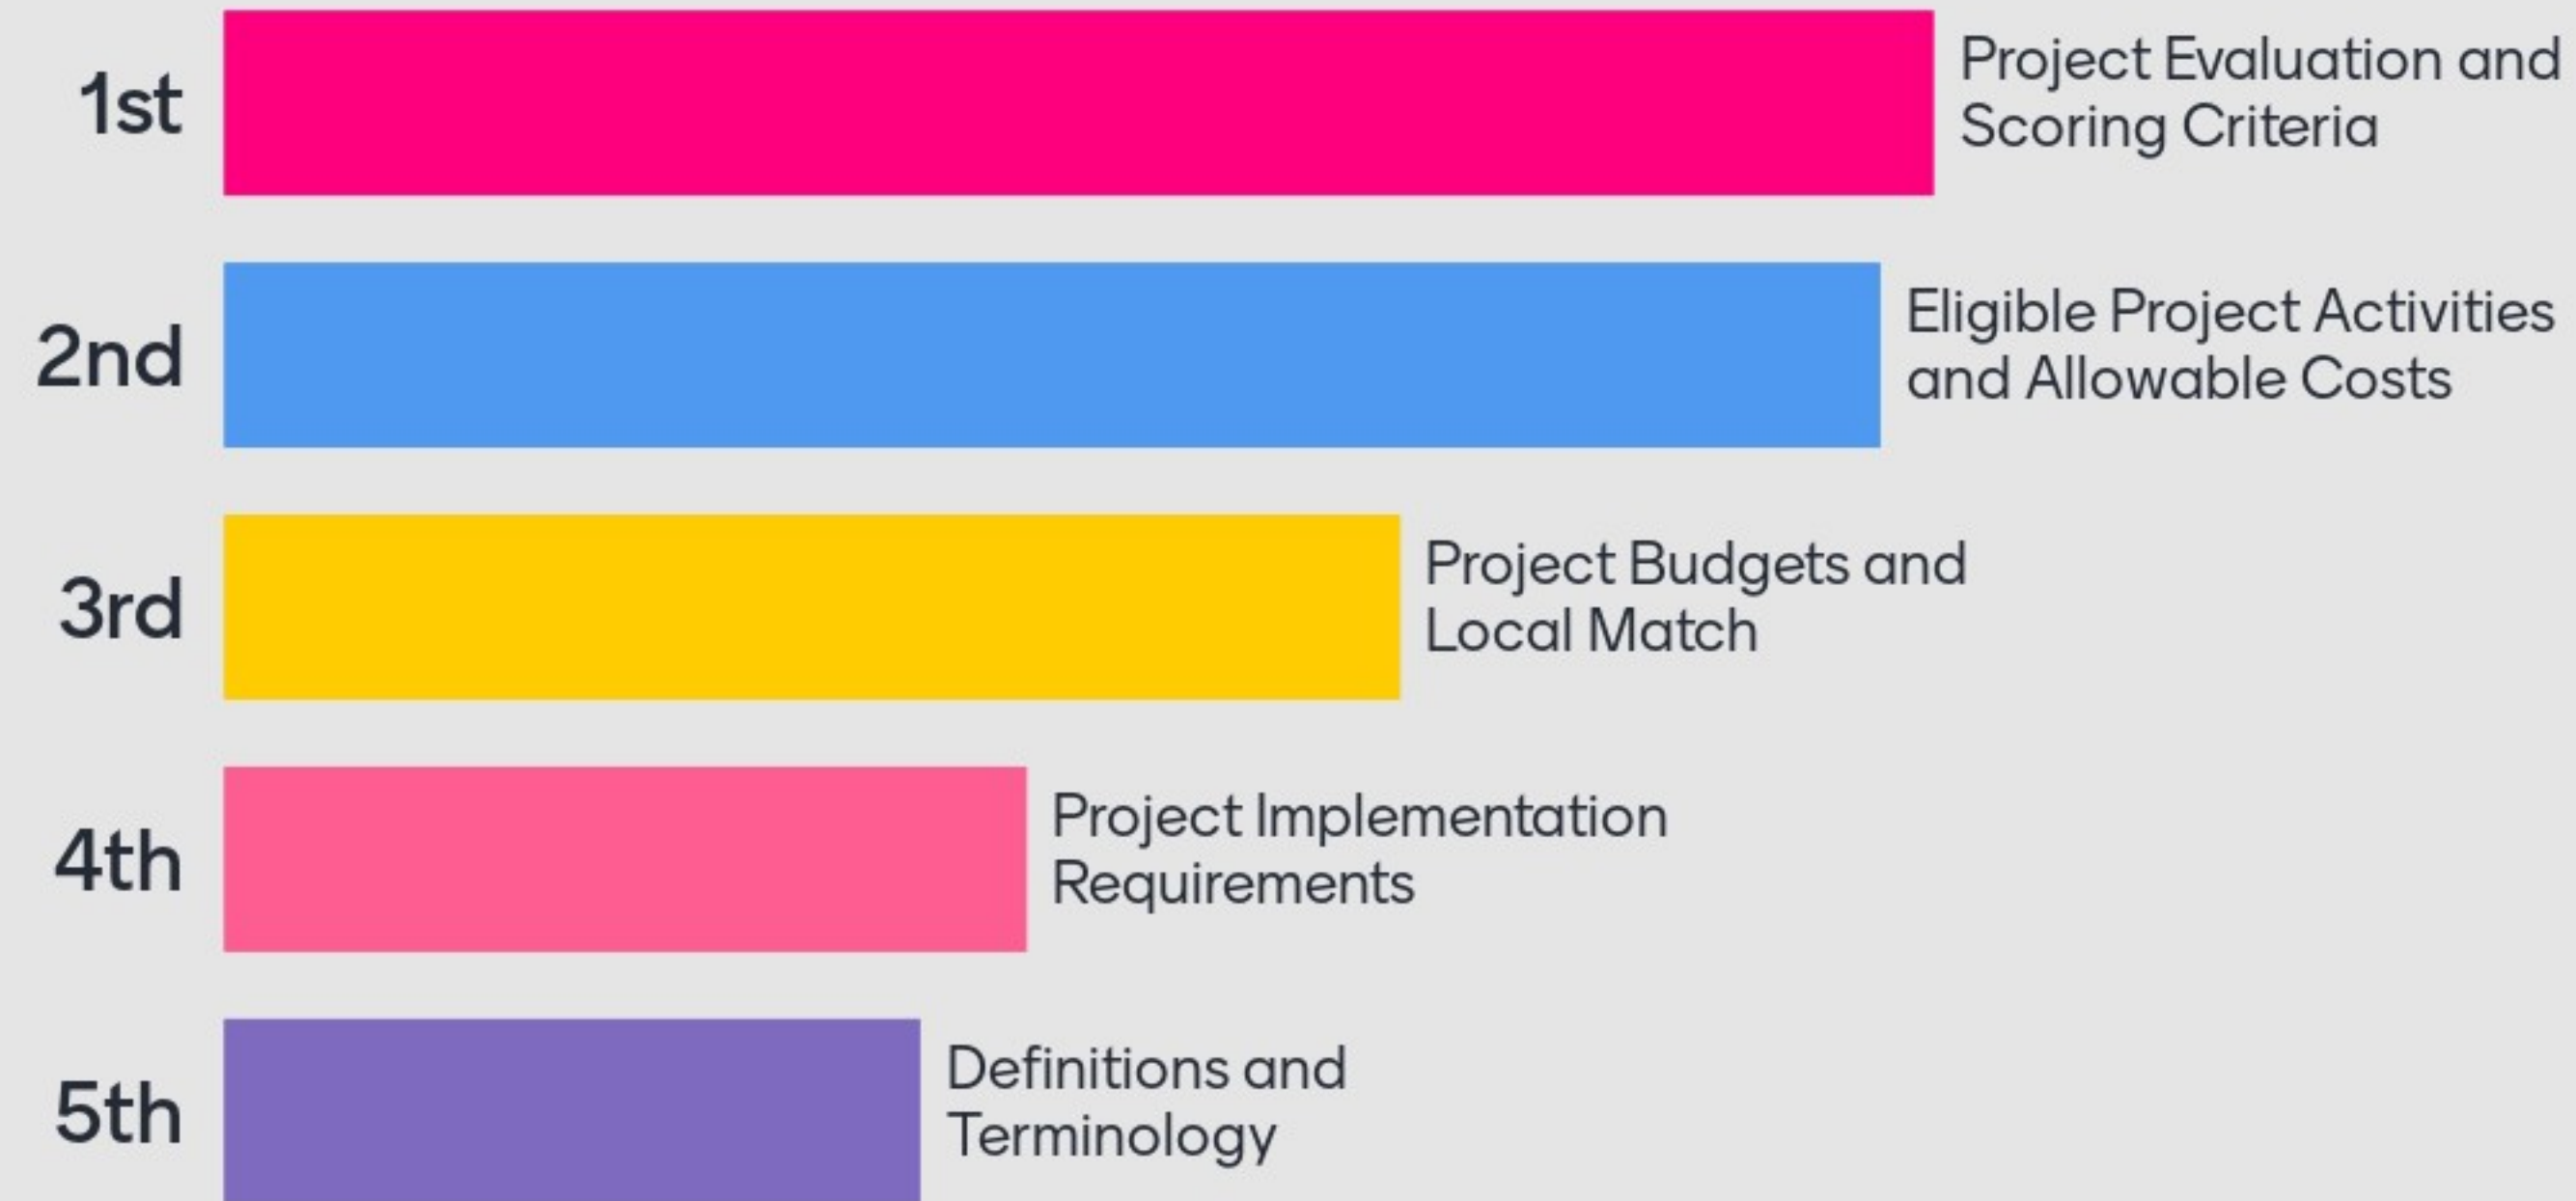 1st
Project Evaluation and
Scoring Criteria
2nd
Eligible Project Activities
and Allowable Costs
3rd
Project Budgets and
Local Match
4th
Project Implementation
Requirements
5th
Definitions and
Terminology